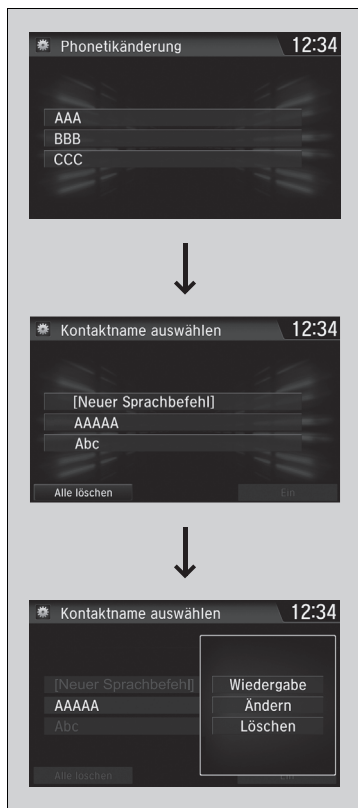 Phonetikänderung 12:34
AAA
BBB
CCC
Kontaktname auswählen 12:34
[Neuer Sprachbefehl]
AAAAA
Abc
Alle löschen Ein
Kontaktname auswählen 12:34
[Neuer Sprachbefehl] Wiedergabe
AAAAA Ändern
Abc Löschen
Alle löschen Ein